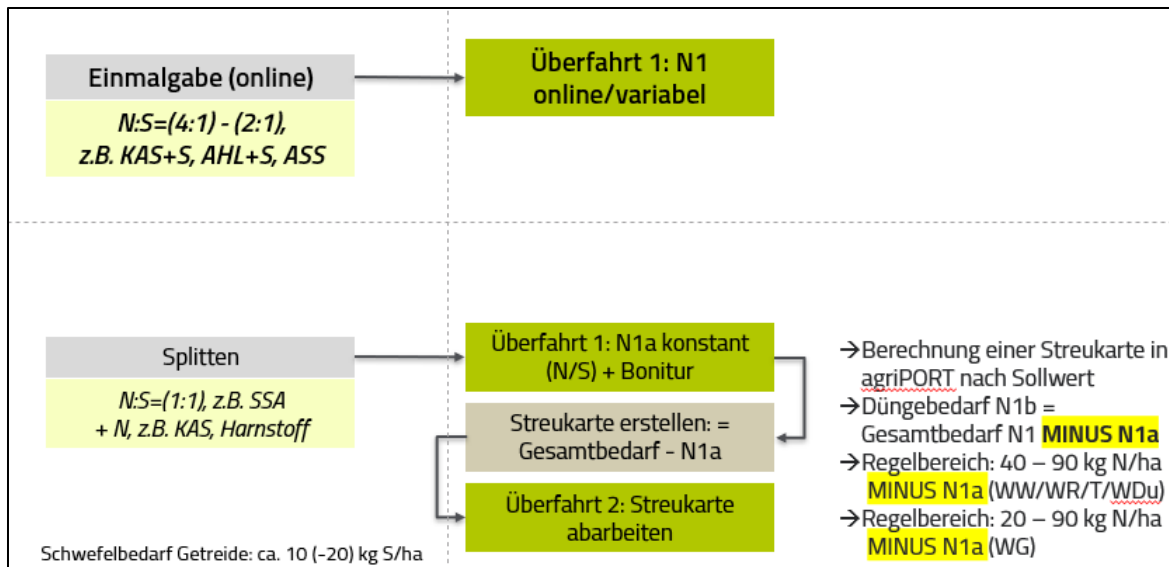 Einmalgabe (online)
N:S=(4:1) - (2:1),
z.B. KAS+S, AHL+S, ASS
Überfahrt 1: N1
online/variabel
Splitten
N:S=(1:1), z.B. SSA
+ N, z.B. KAS, Harnstoff
Überfahrt 1: N1a konstant
(N/S) + Bonitur
Streukarte erstellen: =
Gesamtbedarf - N1a
Überfahrt 2: Streukarte
abarbeiten
→Berechnung einer Streukarte in
agriPORT nach Sollwert
→Düngebedarf N1b =
Gesamtbedarf N1 MINUS N1a
→Regelbereich: 40 – 90 kg N/ha
MINUS N1a (WW/WR/T/WDu)
→Regelbereich: 20 – 90 kg N/ha
MINUS N1a (WG)
Schwefelbedarf Getreide: ca. 10 (-20) kg S/ha